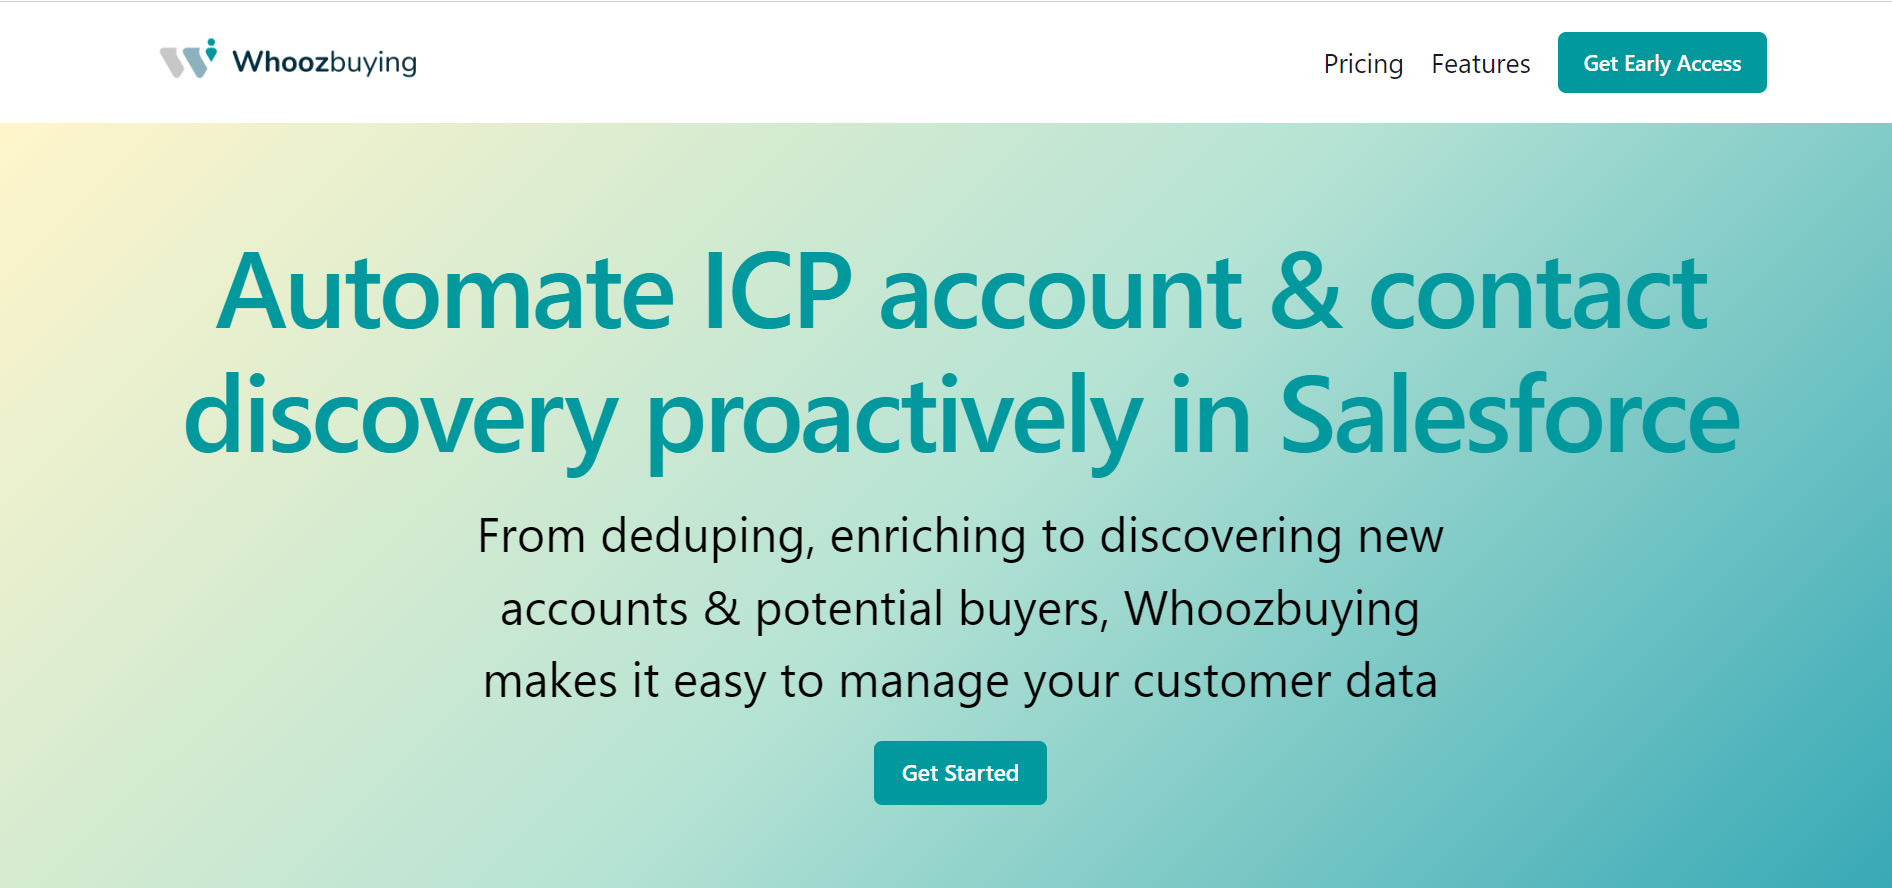 Whoozbuying
Pricing Features Get Early Access
Automate ICP account & contact
discovery proactively in Salesforce
From deduping, enriching to discovering new
accounts & potential buyers, Whoozbuying
makes it easy to manage your customer data
Get Started